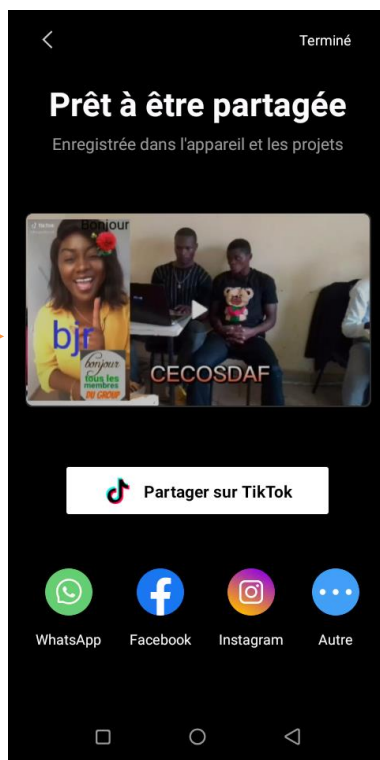 Terminé
Prêt à être partagée
Enregistrée dans l'appareil et les projets
Bonjour
bjr
bonjour
tous les
membres
DU GROUP
CECOSDAF
Partager sur TikTok
WhatsApp
Facebook
Instagram
Autre